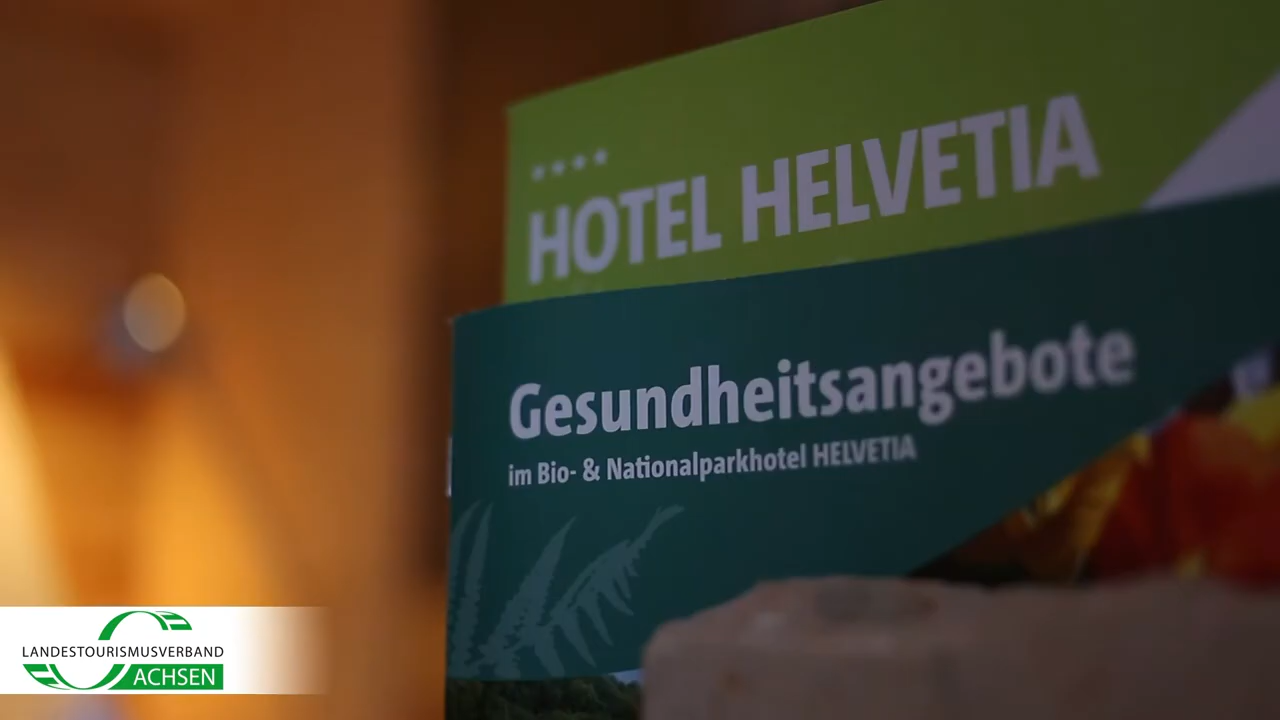 HOTEL HELVETIA
Gesundheitsangebote
im Bio- & Nationalparkhotel HELVETIA
LANDESTOURISMUSVERBAND
ACHSEN